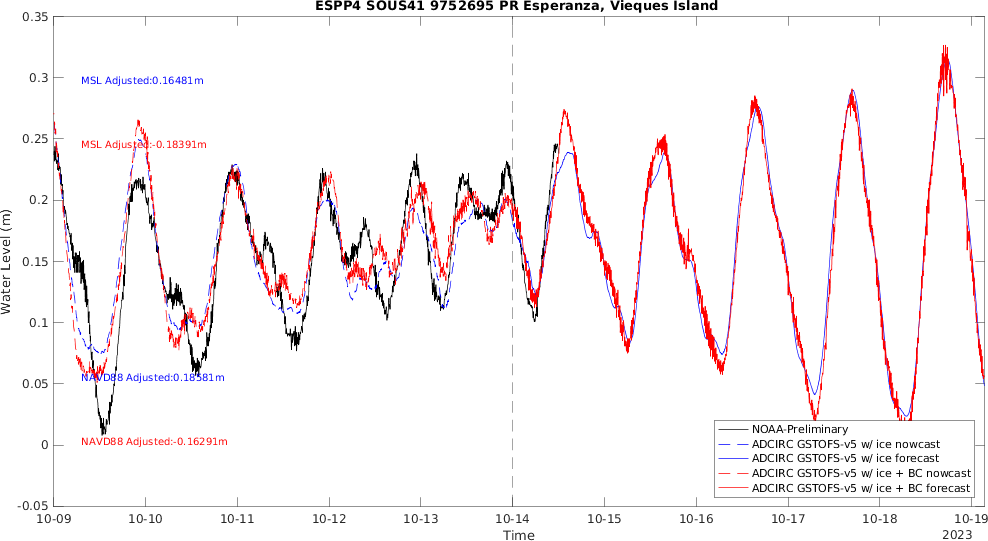 ESPP4 SOUS41 9752695 PR Esperanza, Vieques Island
0.35
0.3
0.25
0.2
0.15
0.1
0.05
0
-0.05
Water Level (m)
MSL Adjusted:0.16481m
MSL Adjusted:-0.18391m
NAVD88 Adjusted:0.18581m
NAVD88 Adjusted:-0.16291m
NOAA-Preliminary
ADCIRC GSTOFS-v5 w/ ice nowcast
ADCIRC GSTOFS-v5 w/ ice forecast
ADCIRC GSTOFS-v5 w/ ice + BC nowcast
ADCIRC GSTOFS-v5 w/ ice + BC forecast
10-09 10-10 10-11 10-12 10-13 10-14 10-15 10-16 10-17 10-18 10-19
Time
2023